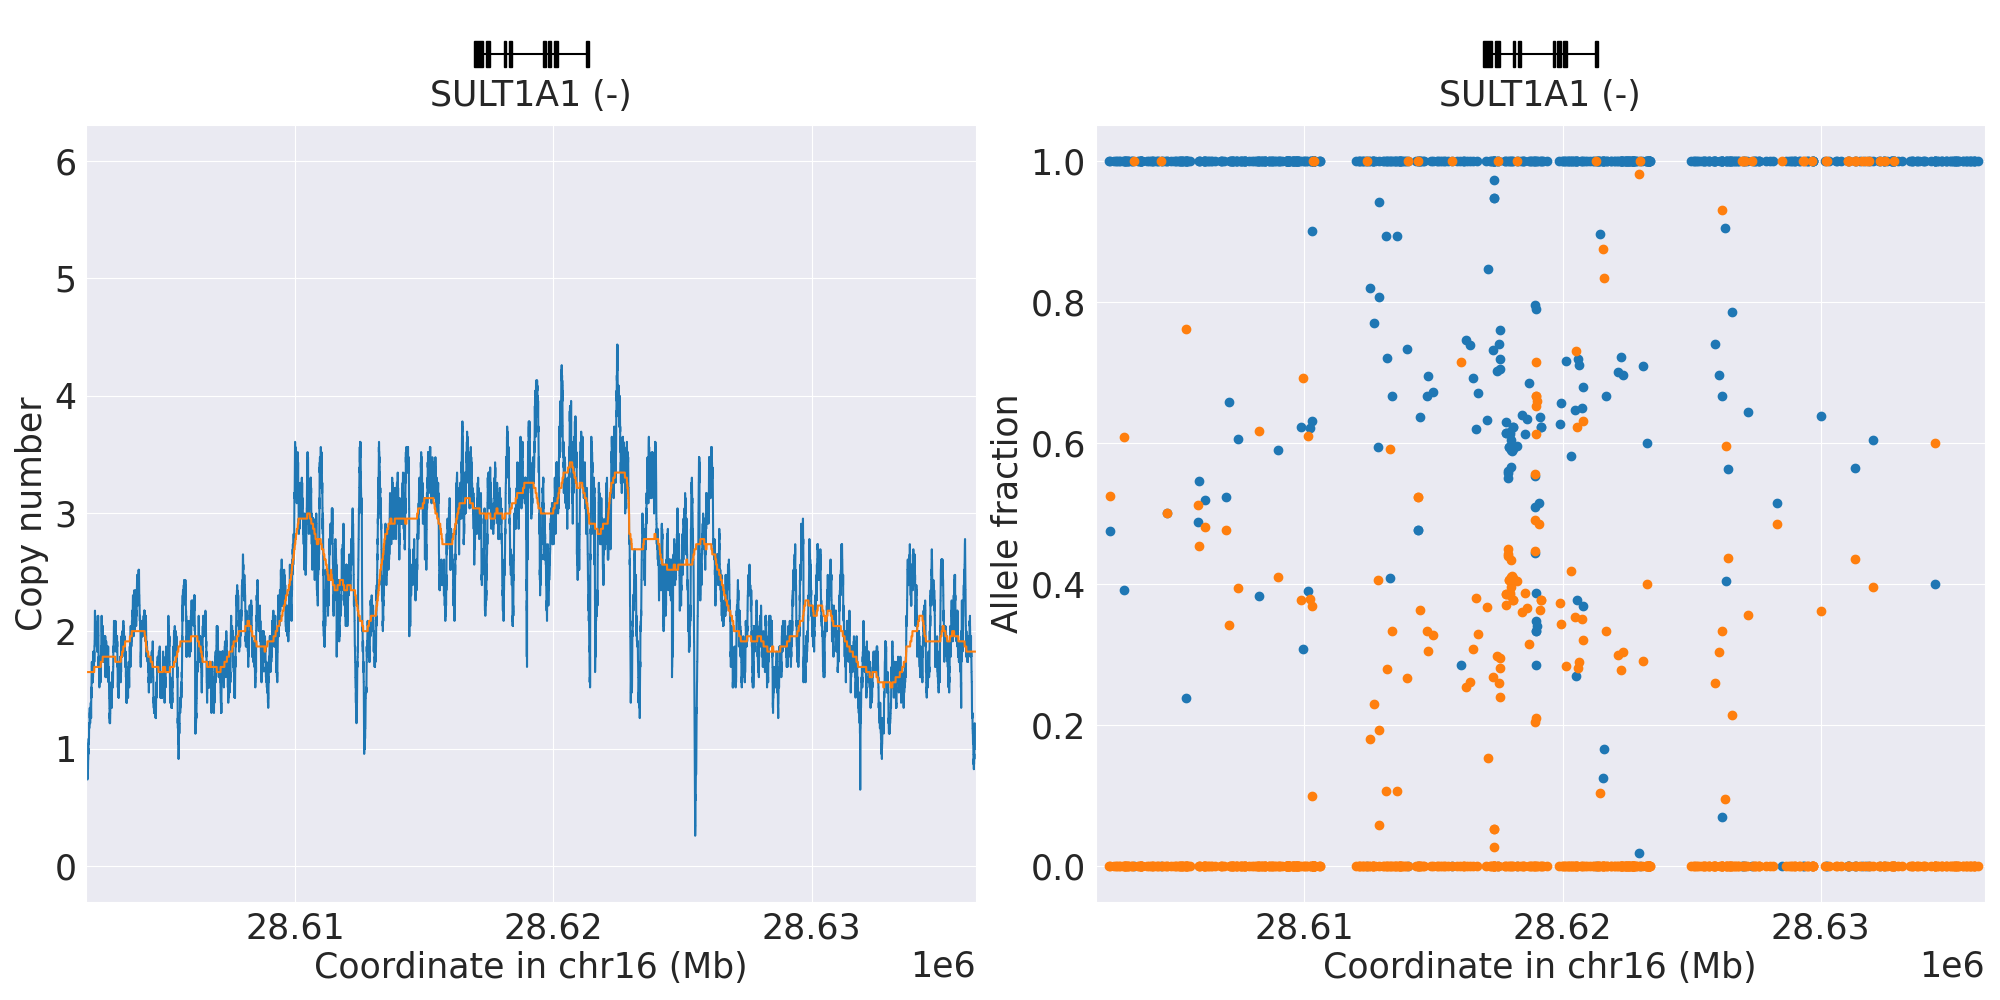 SULT1A1 (-)
SULT1A1 (-)
Copy number
6
5
4
3
2
1
0
28.61
28.62
28.63
Coordinate in chr16 (Mb)
1e6
Allele fraction
1.0
0.8
0.6
0.4
0.2
0.0
28.61
28.62
28.63
Coordinate in chr16 (Mb)
1e6